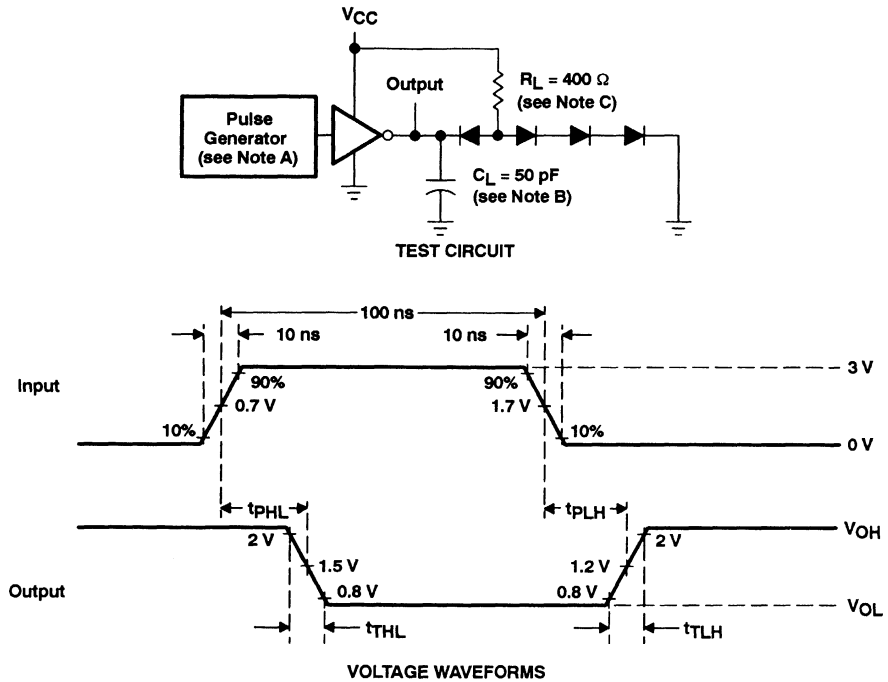 VCC
Output
RL = 400 Ω
(see Note C)
Pulse
Generator
(see Note A)
CL = 50 pF
(see Note B)
TEST CIRCUIT
100 ns
10 ns
10 ns
3 V
Input
90%
90%
0.7 V
1.7 V
10%
10%
0 V
tPHL
tPLH
VOH
2 V
2 V
1.5 V
1.2 V
Output
0.8 V
0.8 V
VOL
tTHL
tTLH
VOLTAGE WAVEFORMS